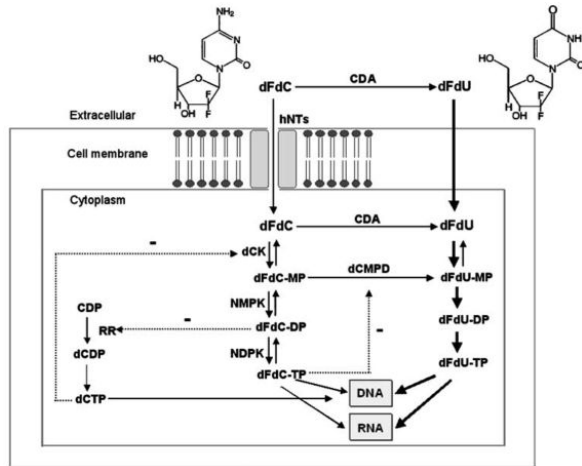 NH₂
N
N
O
HO
O
H
F
OH
F
O
NH
N
O
HO
O
H
F
OH
F
dFdC
CDA
dFdU
Extracellular
hNTs
Cell membrane
Cytoplasm
dFdC
CDA
dFdU
-
dCK
dFdC-MP
dCMPD
dFdU-MP
CDP
NMPK
-
-
RR
dFdC-DP
dFdU-DP
dCDP
NDPK
dFdC-TP
dFdU-TP
dCTP
DNA
RNA